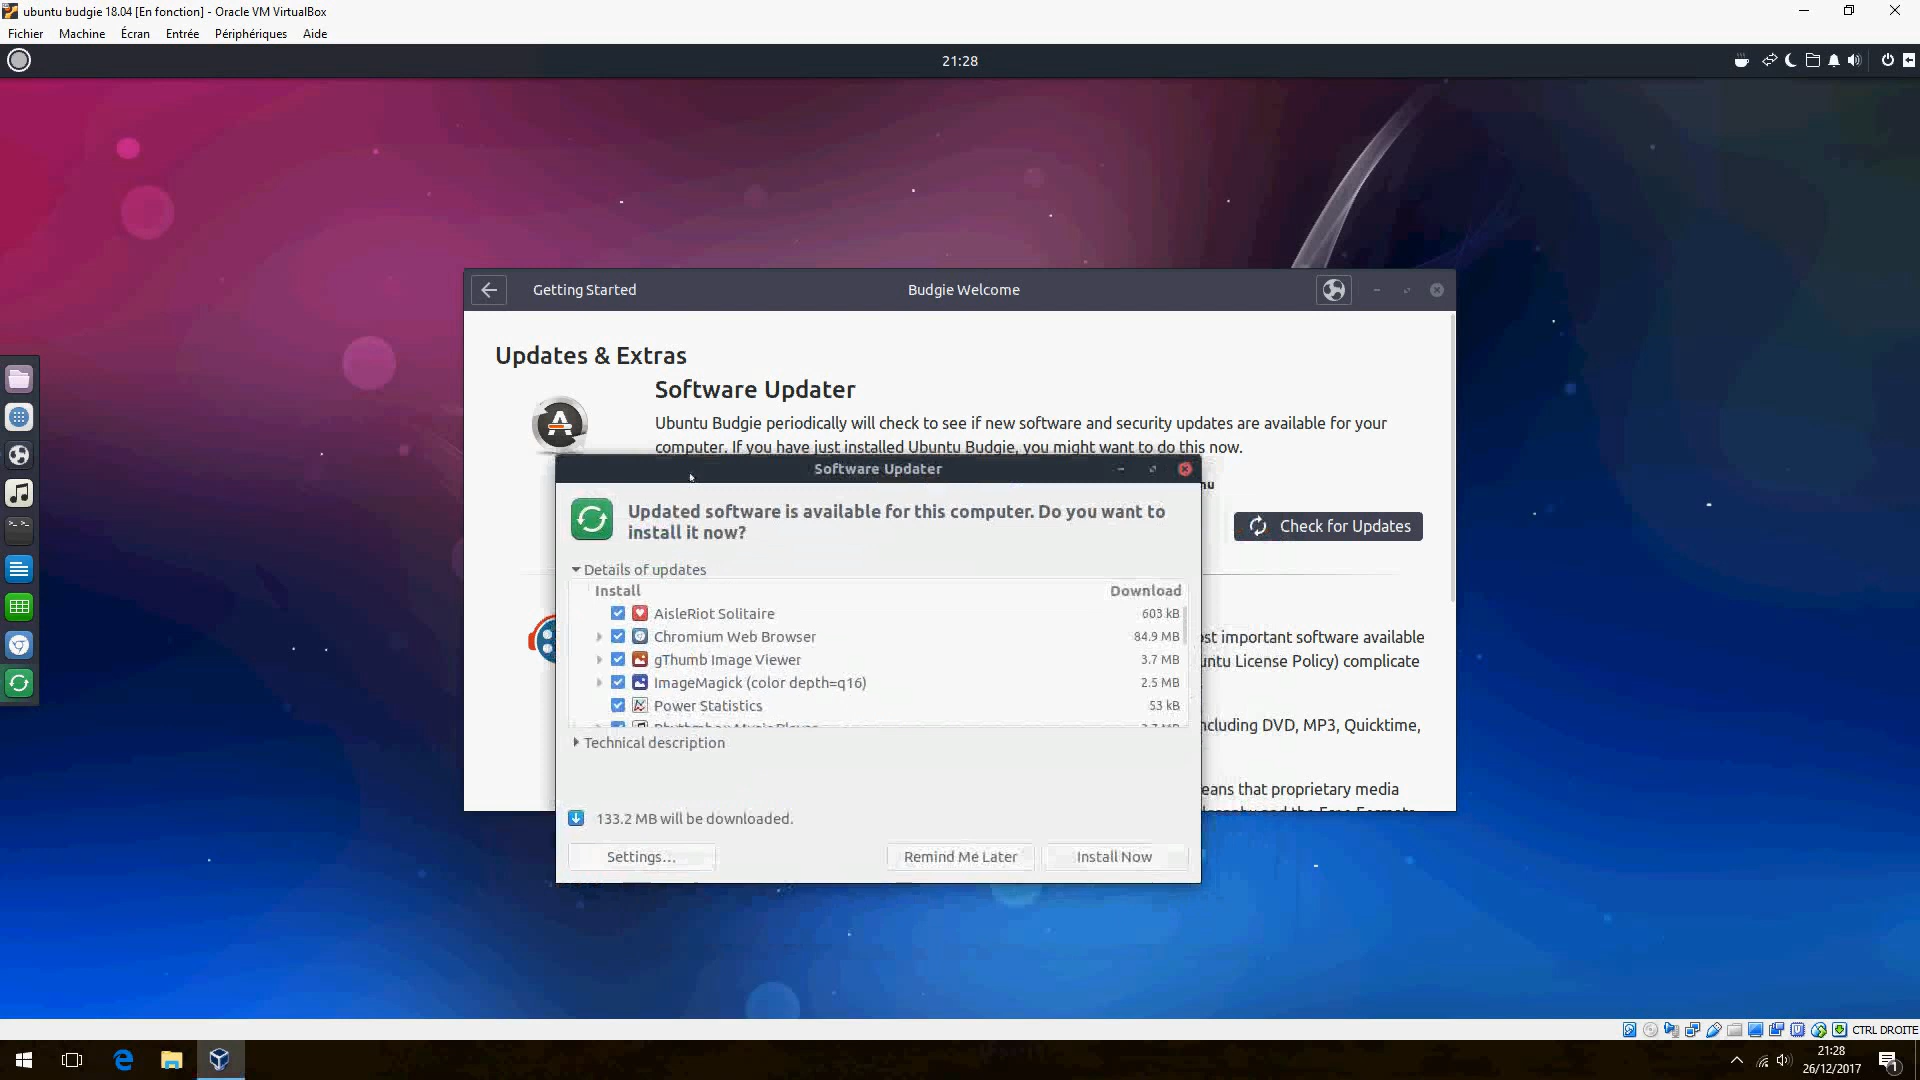 ubuntu budgie 18.04 [En fonction] - Oracle VM VirtualBox
Fichier Machine Écran Entrée Périphériques Aide
21:28
Getting Started Budgie Welcome
Updates & Extras
Software Updater
Ubuntu Budgie periodically will check to see if new software and security updates are available for your
computer. If you have just installed Ubuntu Budgie, you might want to do this now.
Check for Updates
Software Updater
Updated software is available for this computer. Do you want to
install it now?
Details of updates
Install Download
AisleRiot Solitaire 603 kB
Chromium Web Browser 84.9 MB
gThumb Image Viewer 3.7 MB
ImageMagick (color depth=q16) 2.5 MB
Power Statistics 53 kB
Technical description
133.2 MB will be downloaded.
Settings... Remind Me Later Install Now
important software available
License Policy) complicate
DVD, MP3, Quicktime,
that proprietary media
CTRL DROITE
21:28
26/12/2017
1